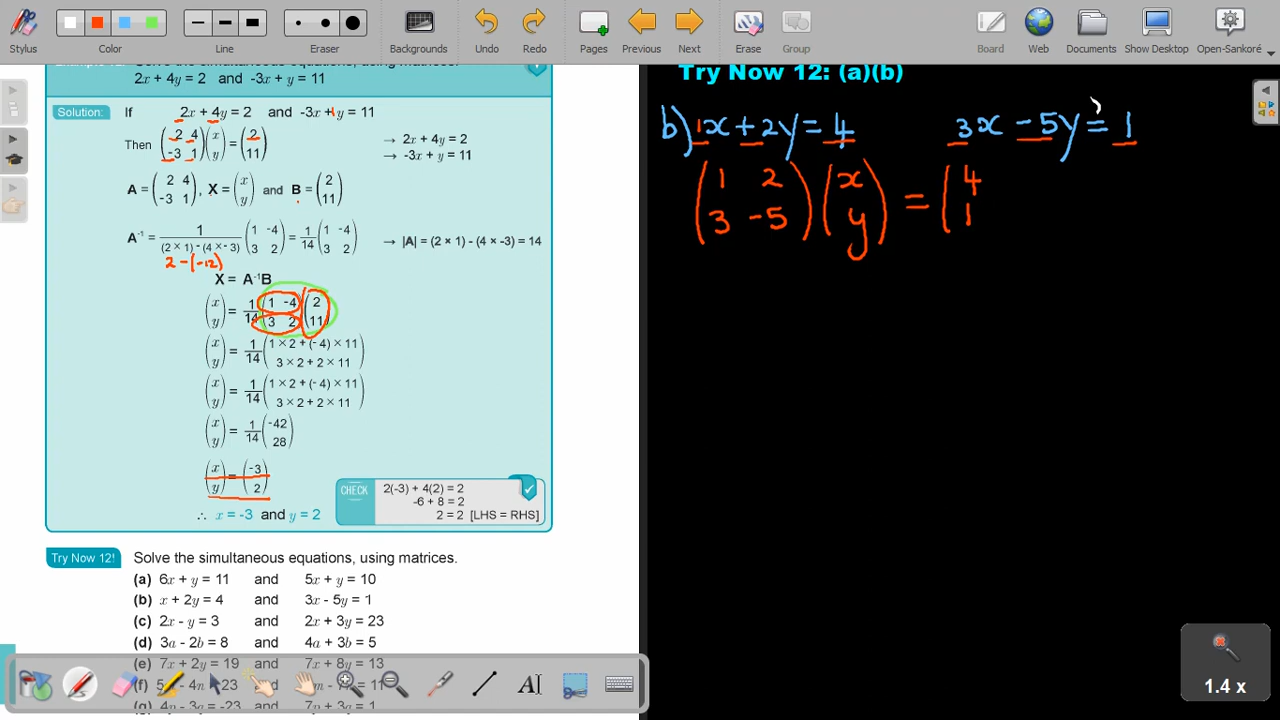 Stylus Color Line Eraser Backgrounds Undo Redo Pages Previous Next Erase Group Board Web Documents Show Desktop Open-Sankoré
2x + 4y = 2 and -3x + y = 11
Solution: If 2x + 4y = 2 and -3x + y = 11
Then (2 4 -3 1)(x y) = (2 11) → 2x + 4y = 2
→ -3x + y = 11
A = (2 4 -3 1), X = (x y) and B = (2 11)
A⁻¹ = 1/((2 × 1) - (4 × -3)) (1 -4 3 2) = 1/14 (1 -4 3 2) → |A| = (2 × 1) - (4 × -3) = 14
2 - (-12)
X = A⁻¹B
(x y) = 1/14 (1 -4 3 2)(2 11)
(x y) = 1/14 (1 × 2 + (-4) × 11 3 × 2 + 2 × 11)
(x y) = 1/14 (1 × 2 + (-4) × 11 3 × 2 + 2 × 11)
(x y) = 1/14 (-42 28)
(x y) = (-3 2)
∴ x = -3 and y = 2
CHECK 2(-3) + 4(2) = 2
-6 + 8 = 2
2 = 2 [LHS = RHS]
Try Now 12! Solve the simultaneous equations, using matrices.
(a) 6x + y = 11 and 5x + y = 10
(b) x + 2y = 4 and 3x - 5y = 1
(c) 2x - y = 3 and 2x + 3y = 23
(d) 3a - 2b = 8 and 4a + 3b = 5
(e) 7x + 2y = 19 and 7x + 8y = 13
Try Now 12: (a)(b)
b) 1x + 2y = 4 3x - 5y = 1
(1 2 3 -5)(x y) = (4 1
1.4 x